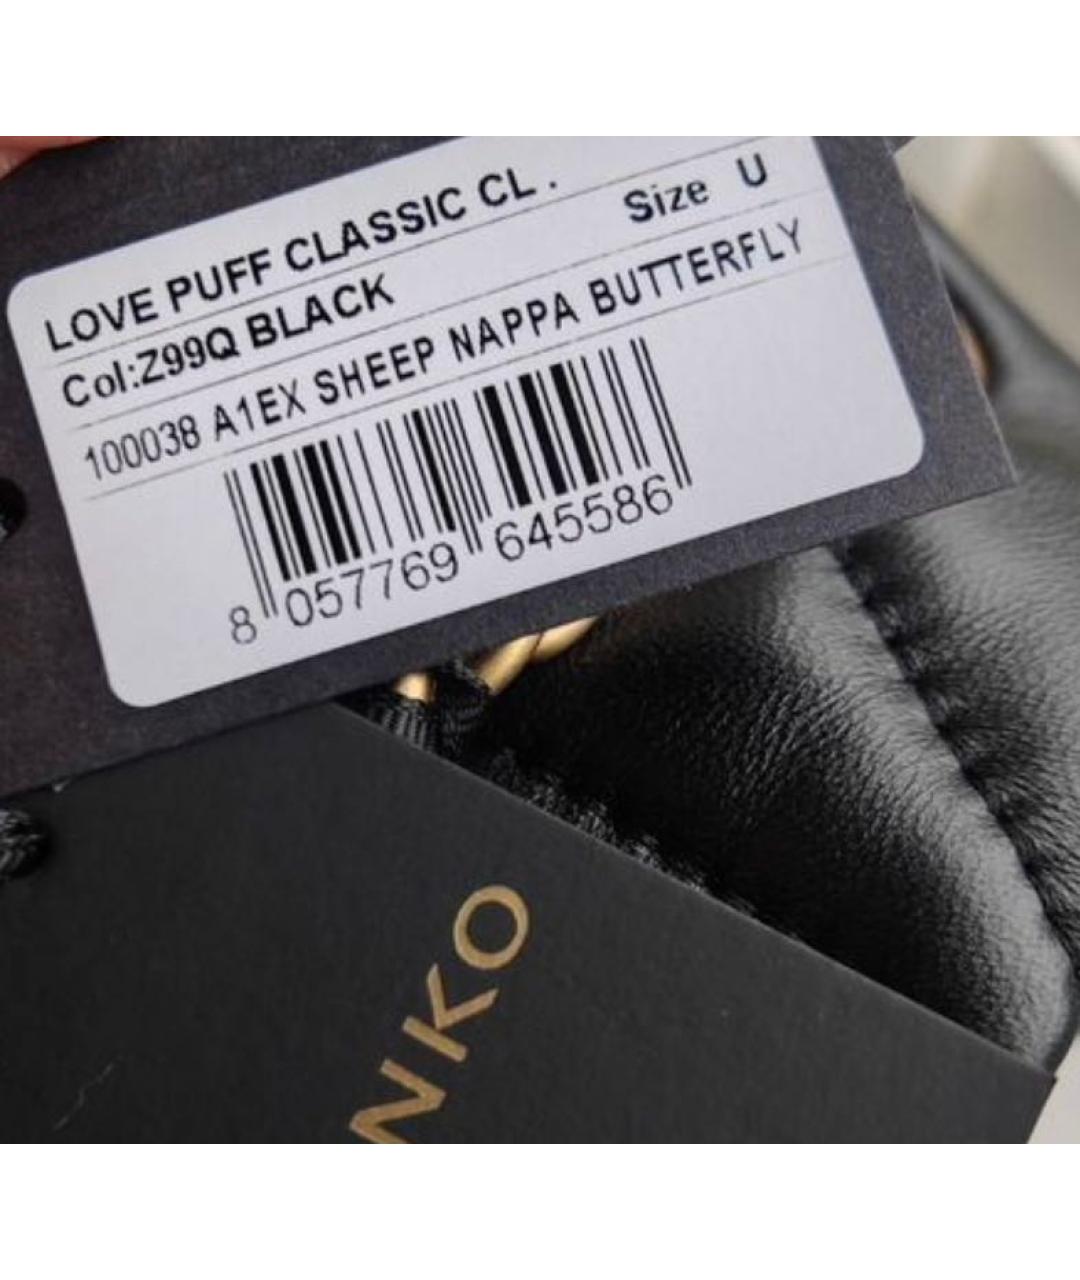 LOVE PUFF CLASSIC CL .
Size U
Col:Z99Q BLACK
100038 A1EX SHEEP NAPPA BUTTERFLY
8 057769 645586
NKO